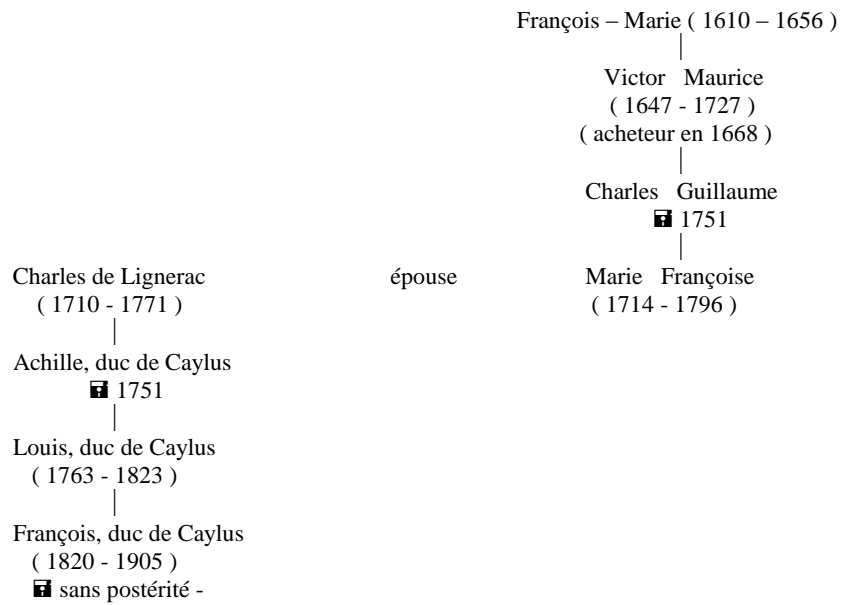 François – Marie ( 1610 – 1656 )
Victor Maurice
( 1647 - 1727 )
( acheteur en 1668 )
Charles Guillaume
🖬 1751
Charles de Lignerac épouse Marie Françoise
( 1710 - 1771 ) ( 1714 - 1796 )
Achille, duc de Caylus
🖬 1751
Louis, duc de Caylus
( 1763 - 1823 )
François, duc de Caylus
( 1820 - 1905 )
🖬 sans postérité -